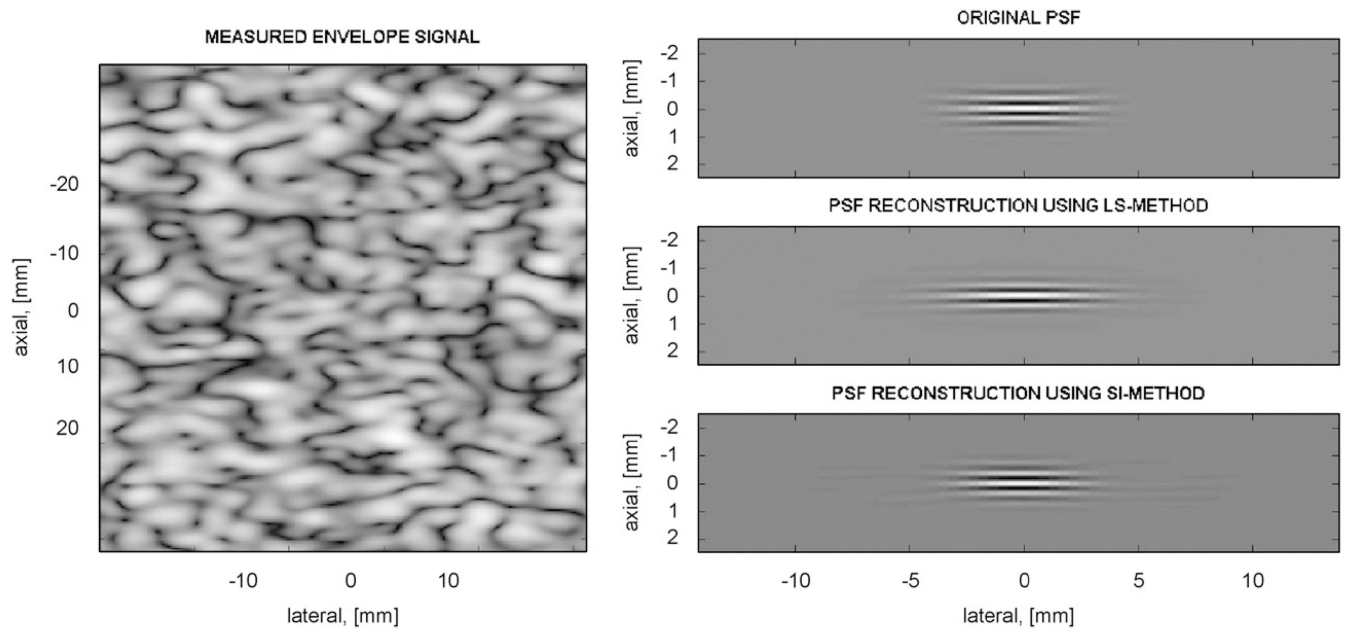 MEASURED ENVELOPE SIGNAL
axial, [mm]
-20
-10
0
10
20
-10 0 10
lateral, [mm]
ORIGINAL PSF
axial, [mm]
-2
-1
0
1
2
PSF RECONSTRUCTION USING LS-METHOD
axial, [mm]
-2
-1
0
1
2
PSF RECONSTRUCTION USING SI-METHOD
axial, [mm]
-2
-1
0
1
2
-10 -5 0 5 10
lateral, [mm]